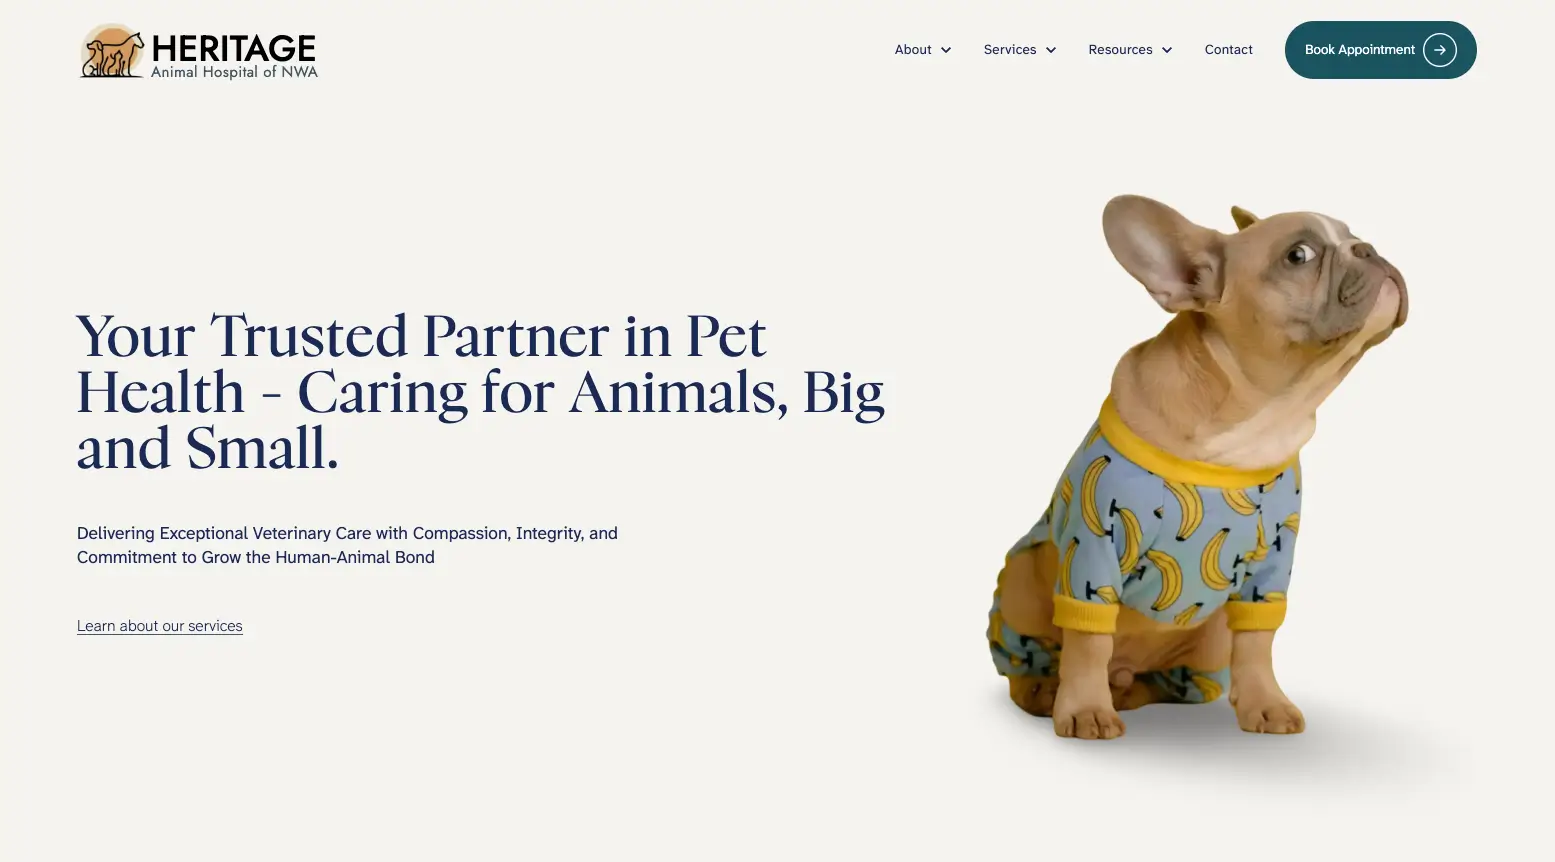 HERITAGE
Animal Hospital of NWA
About
Services
Resources
Contact
Book Appointment
Your Trusted Partner in Pet
Health - Caring for Animals, Big
and Small.
Delivering Exceptional Veterinary Care with Compassion, Integrity, and
Commitment to Grow the Human-Animal Bond
Learn about our services